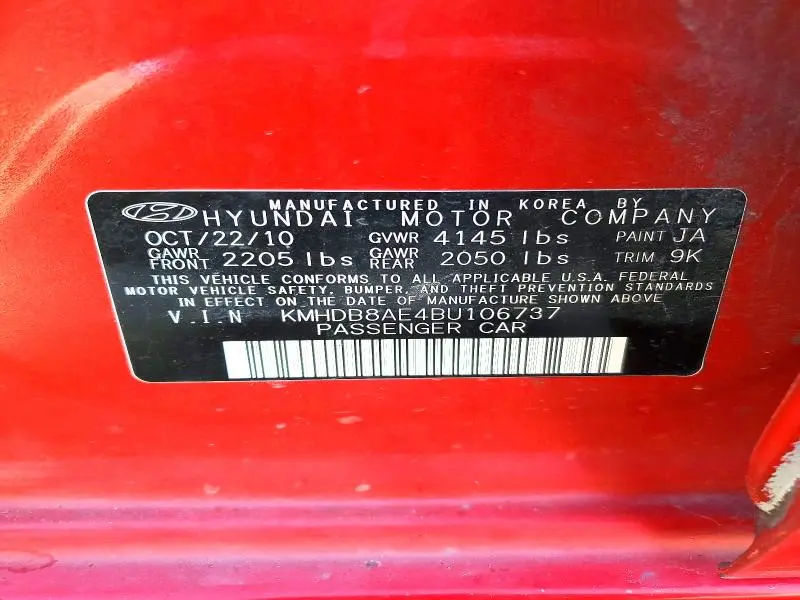 MANUFACTURED IN KOREA BY
HYUNDAI MOTOR COMPANY
OCT/22/10 GVWR 4145 lbs PAINT JA
GAWR FRONT 2205 lbs GAWR REAR 2050 lbs TRIM 9K
THIS VEHICLE CONFORMS TO ALL APPLICABLE U.S.A. FEDERAL
MOTOR VEHICLE SAFETY, BUMPER, AND THEFT PREVENTION STANDARDS
IN EFFECT ON THE DATE OF MANUFACTURE SHOWN ABOVE
V.I.N KMHDB8AE4BU106737
PASSENGER CAR